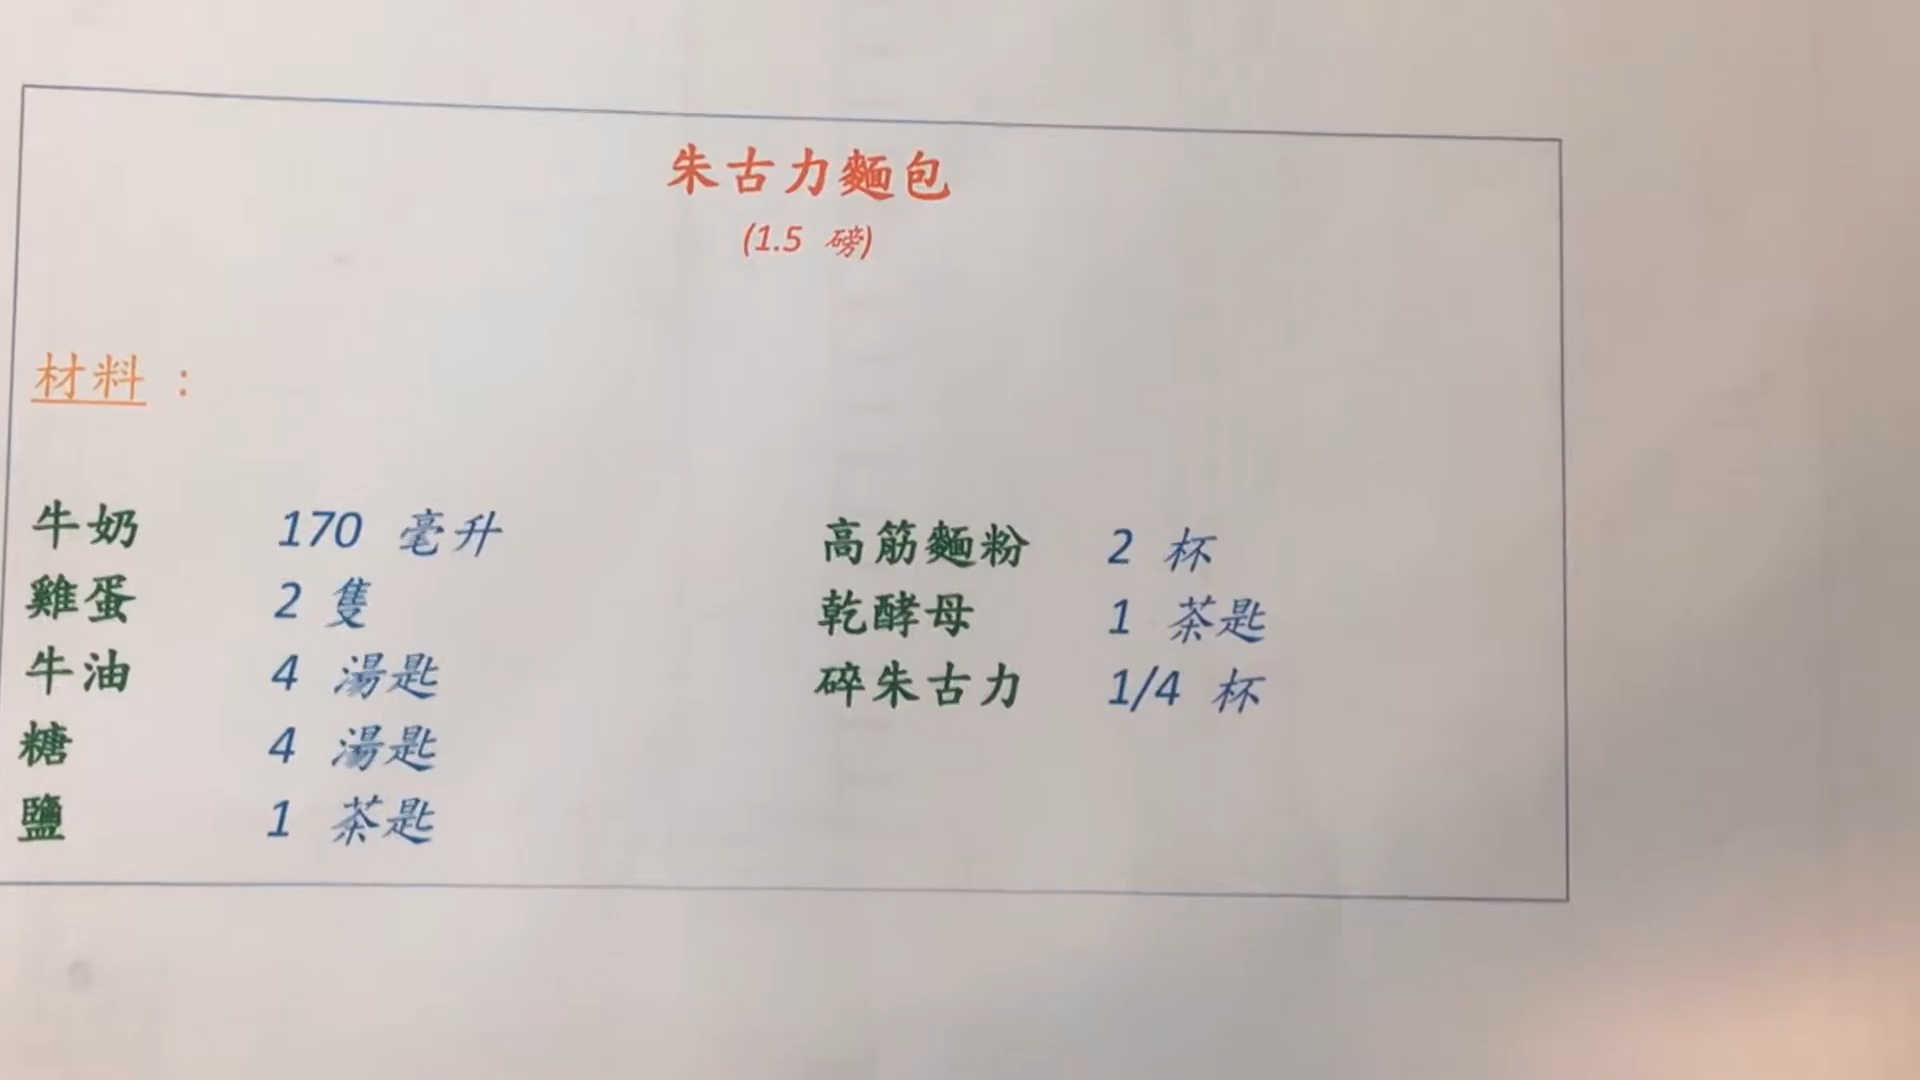 朱古力麵包
(1.5 磅)
材料 :
牛奶 170 毫升
雞蛋 2 隻
牛油 4 湯匙
糖 4 湯匙
鹽 1 茶匙
高筋麵粉 2 杯
乾酵母 1 茶匙
碎朱古力 1/4 杯